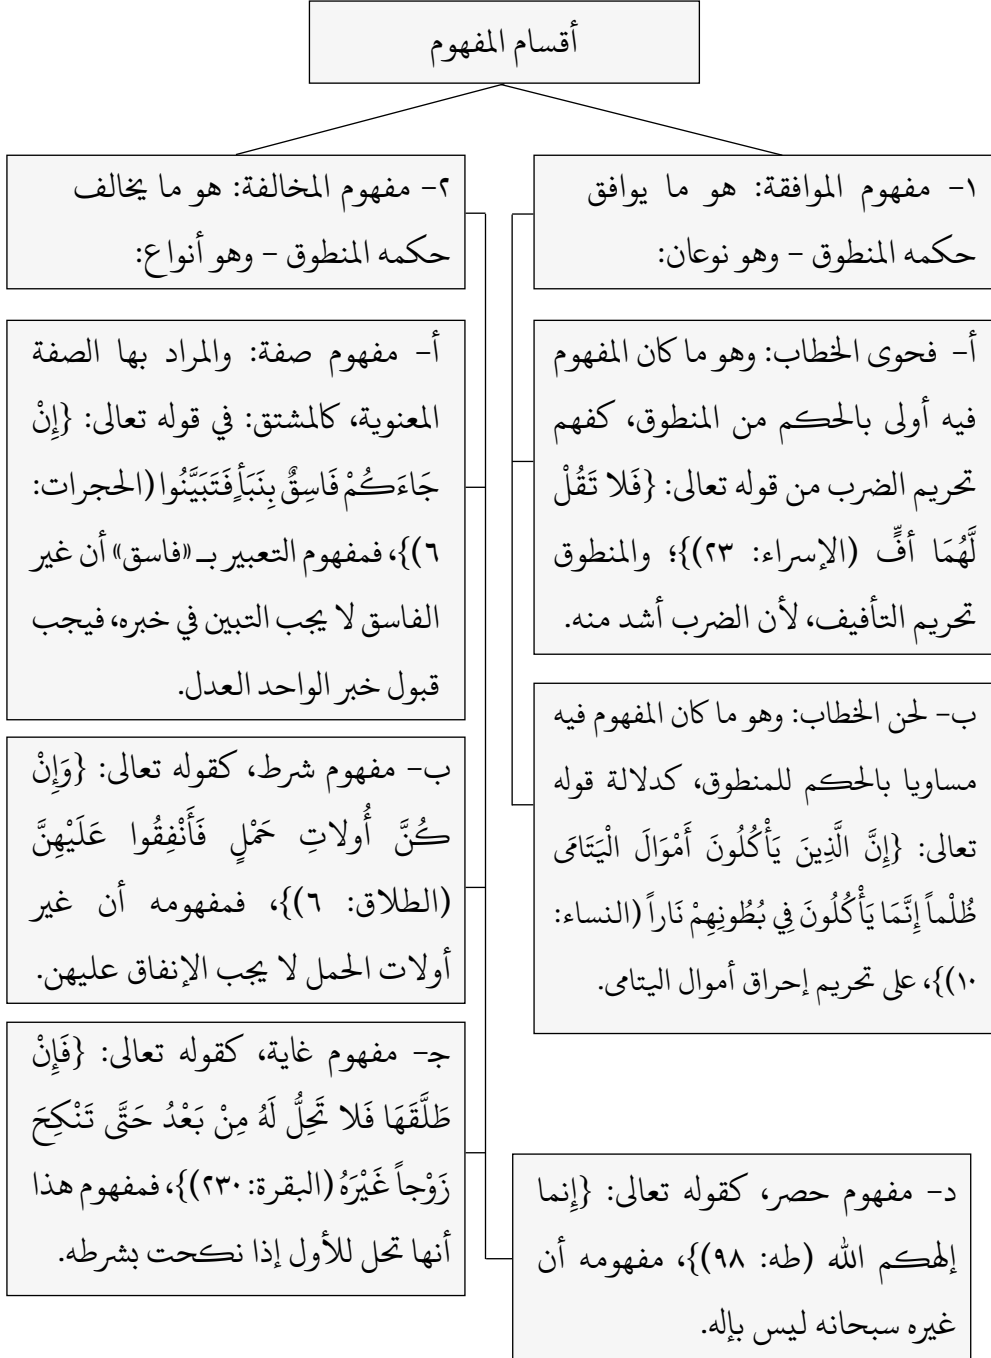 أقسام المفهوم
١- مفهوم الموافقة: هو ما يوافق
حكمه المنطوق – وهو نوعان:
أ- فحوى الخطاب: وهو ما كان المفهوم
فيه أولى بالحكم من المنطوق، كفهم
تحريم الضرب من قوله تعالى: {فَلا تَقُلْ
لَّهُمَا أفٍّ (الإسراء: ٢٣)}؛ والمنطوق
تحريم التأفيف، لأن الضرب أشد منه.
ب- لحن الخطاب: وهو ما كان المفهوم فيه
مساويا بالحكم للمنطوق، كدلالة قوله
تعالى: {إِنَّ الَّذِينَ يَأْكُلُونَ أَمْوَالَ الْيَتَامَى
ظُلْماً إِنَّمَا يَأْكُلُونَ فِي بُطُونِهِمْ نَاراً (النساء:
١٠)}، على تحريم إحراق أموال اليتامى.
٢- مفهوم المخالفة: هو ما يخالف
حكمه المنطوق – وهو أنواع:
أ- مفهوم صفة: والمراد بها الصفة
المعنوية، كالمشتق: في قوله تعالى: {إِنْ
جَاءَكُمْ فَاسِقٌ بِنَبَأٍ فَتَبَيَّنُوا (الحجرات:
٦)}، فمفهوم التعبير بـ «فاسق» أن غير
الفاسق لا يجب التبين في خبره، فيجب
قبول خبر الواحد العدل.
ب- مفهوم شرط، كقوله تعالى: {وَإِنْ
كُنَّ أُولاتِ حَمْلٍ فَأَنْفِقُوا عَلَيْهِنَّ
(الطلاق: ٦)}، فمفهومه أن غير
أولات الحمل لا يجب الإنفاق عليهن.
ج- مفهوم غاية، كقوله تعالى: {فَإِنْ
طَلَّقَهَا فَلا تَحِلُّ لَهُ مِنْ بَعْدُ حَتَّى تَنْكِحَ
زَوْجاً غَيْرَهُ (البقرة: ٢٣٠)}، فمفهوم هذا
أنها تحل للأول إذا نكحت بشرطه.
د- مفهوم حصر، كقوله تعالى: {إِنما
إلهكم الله (طه: ٩٨)}، مفهومه أن
غيره سبحانه ليس بإله.